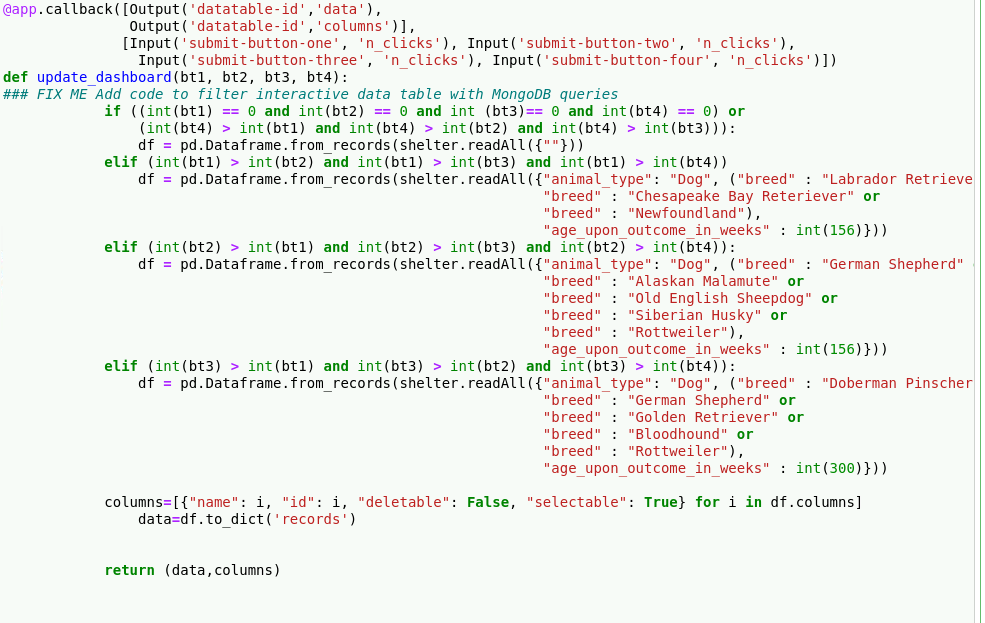 @app.callback([Output('datatable-id','data'),
Output('datatable-id','columns')],
[Input('submit-button-one', 'n_clicks'), Input('submit-button-two', 'n_clicks'),
Input('submit-button-three', 'n_clicks'), Input('submit-button-four', 'n_clicks')])
def update_dashboard(bt1, bt2, bt3, bt4):
### FIX ME Add code to filter interactive data table with MongoDB queries
if ((int(bt1) == 0 and int(bt2) == 0 and int (bt3)== 0 and int(bt4) == 0) or
(int(bt4) > int(bt1) and int(bt4) > int(bt2) and int(bt4) > int(bt3))):
df = pd.Dataframe.from_records(shelter.readAll({""}))
elif (int(bt1) > int(bt2) and int(bt1) > int(bt3) and int(bt1) > int(bt4))
df = pd.Dataframe.from_records(shelter.readAll({"animal_type": "Dog", ("breed" : "Labrador Retrieve
"breed" : "Chesapeake Bay Reteriever" or
"breed" : "Newfoundland"),
"age_upon_outcome_in_weeks" : int(156)}))
elif (int(bt2) > int(bt1) and int(bt2) > int(bt3) and int(bt2) > int(bt4)):
df = pd.Dataframe.from_records(shelter.readAll({"animal_type": "Dog", ("breed" : "German Shepherd"
"breed" : "Alaskan Malamute" or
"breed" : "Old English Sheepdog" or
"breed" : "Siberian Husky" or
"breed" : "Rottweiler"),
"age_upon_outcome_in_weeks" : int(156)}))
elif (int(bt3) > int(bt1) and int(bt3) > int(bt2) and int(bt3) > int(bt4)):
df = pd.Dataframe.from_records(shelter.readAll({"animal_type": "Dog", ("breed" : "Doberman Pinscher
"breed" : "German Shepherd" or
"breed" : "Golden Retriever" or
"breed" : "Bloodhound" or
"breed" : "Rottweiler"),
"age_upon_outcome_in_weeks" : int(300)}))
columns=[{"name": i, "id": i, "deletable": False, "selectable": True} for i in df.columns]
data=df.to_dict('records')
return (data,columns)